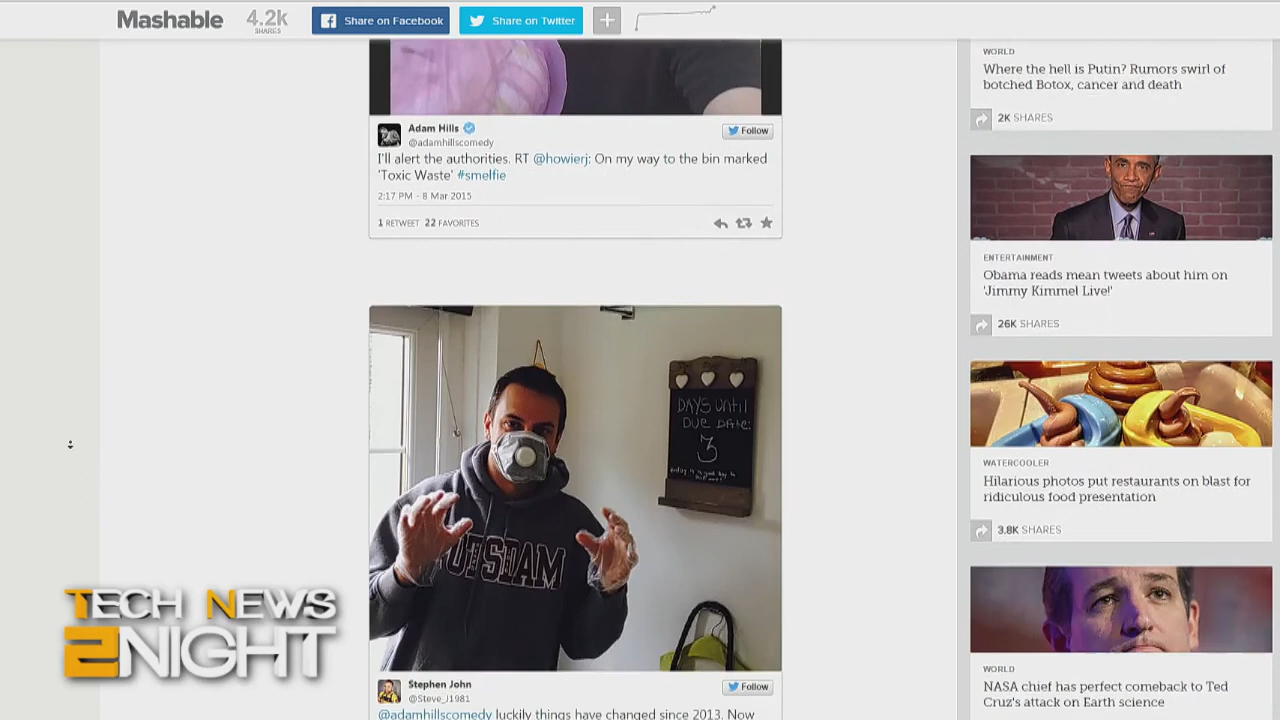 Mashable
4.2k
SHARES
Share on Facebook
Share on Twitter
Adam Hills
@adamhillscomedy
Follow
I'll alert the authorities. RT @howierj: On my way to the bin marked
'Toxic Waste' #smelfie
2:17 PM - 8 Mar 2015
1 RETWEET 22 FAVORITES
DAYS UNTIL
DUE DATE:
3
Stephen John
@Steve_J1981
Follow
@adamhillscomedy luckily things have changed since 2013. Now
WORLD
Where the hell is Putin? Rumors swirl of
botched Botox, cancer and death
2K SHARES
ENTERTAINMENT
Obama reads mean tweets about him on
'Jimmy Kimmel Live!'
26K SHARES
WATERCOOLER
Hilarious photos put restaurants on blast for
ridiculous food presentation
3.8K SHARES
WORLD
NASA chief has perfect comeback to Ted
Cruz's attack on Earth science
TECH NEWS
2NIGHT